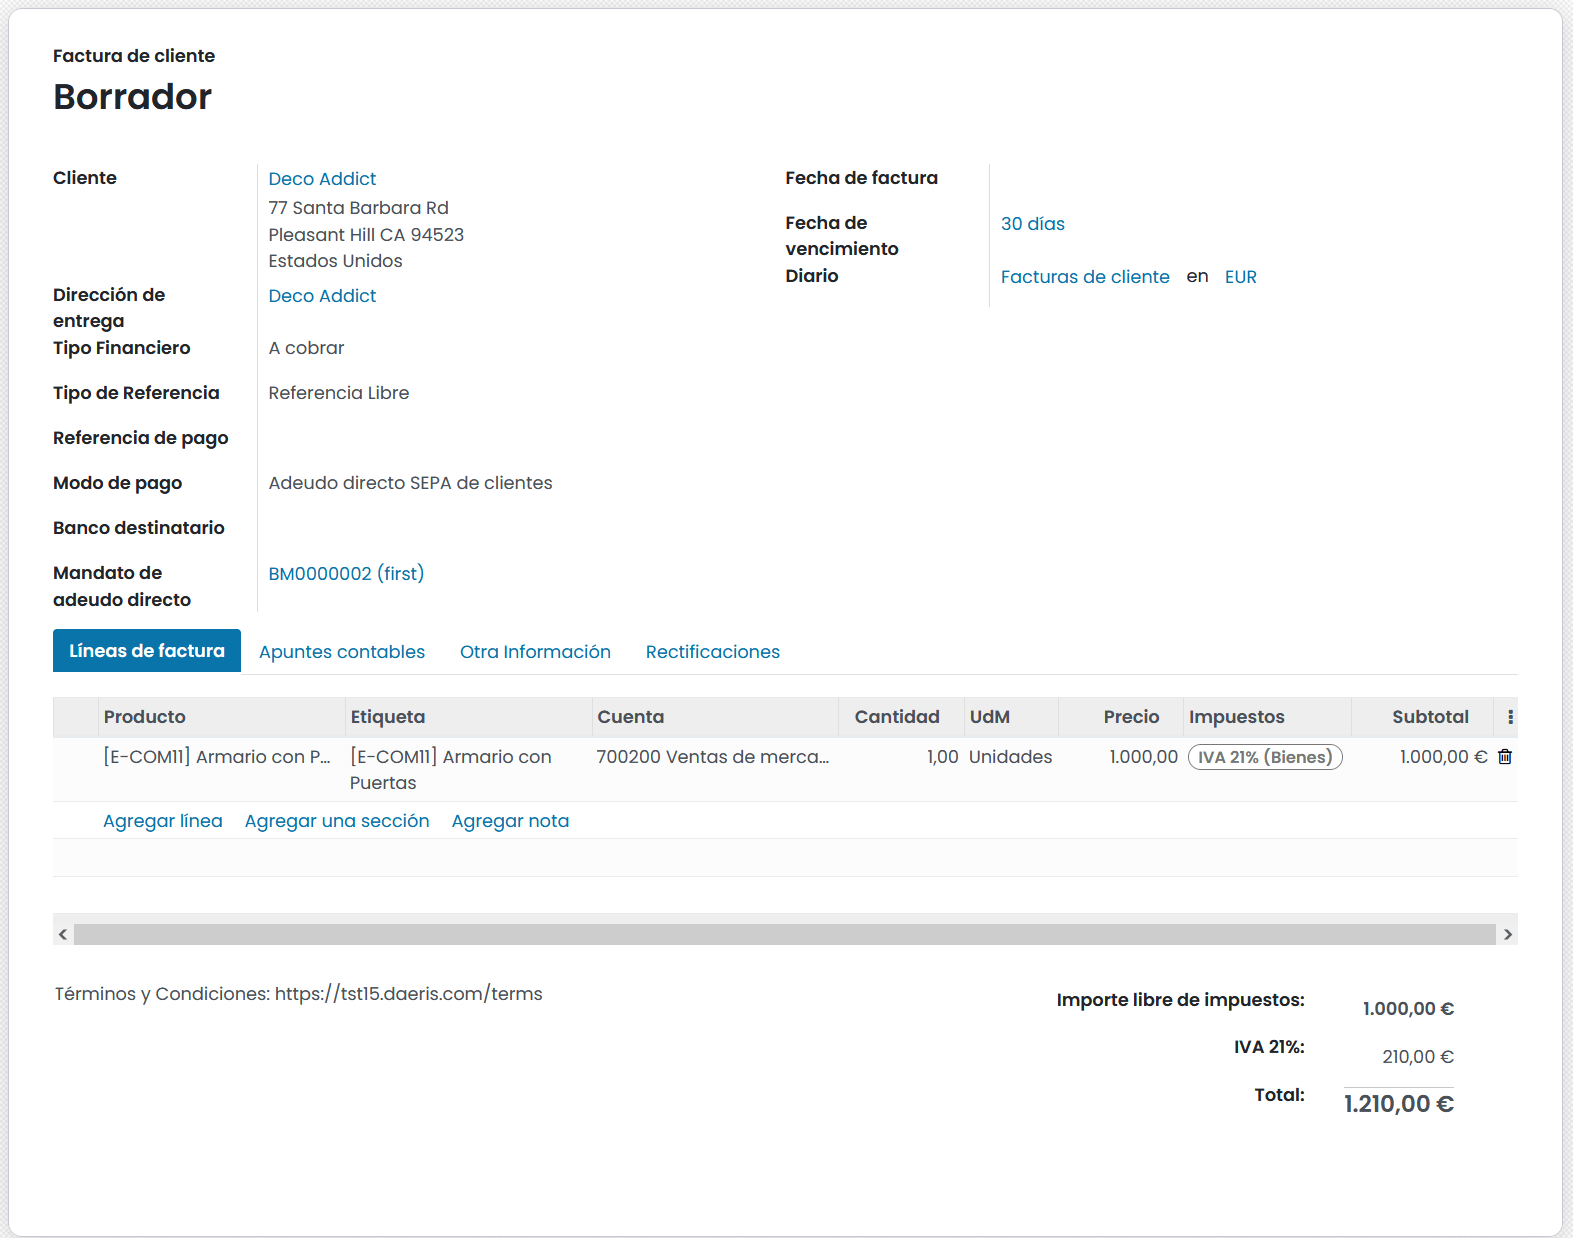 Factura de cliente
Borrador
Cliente
Deco Addict
77 Santa Barbara Rd
Pleasant Hill CA 94523
Estados Unidos
Dirección de
entrega
Deco Addict
Tipo Financiero
A cobrar
Tipo de Referencia
Referencia Libre
Referencia de pago
Modo de pago
Adeudo directo SEPA de clientes
Banco destinatario
Mandato de
adeudo directo
BM0000002 (first)
Fecha de factura
Fecha de
vencimiento
30 días
Diario
Facturas de cliente en EUR
Líneas de factura Apuntes contables Otra Información Rectificaciones
Producto Etiqueta Cuenta Cantidad UdM Precio Impuestos Subtotal
[E-COM11] Armario con P... [E-COM11] Armario con 700200 Ventas de merca... 1,00 Unidades 1.000,00 IVA 21% (Bienes) 1.000,00 €
Puertas
Agregar línea Agregar una sección Agregar nota
Términos y Condiciones: https://tst15.daeris.com/terms
Importe libre de impuestos: 1.000,00 €
IVA 21%: 210,00 €
Total: 1.210,00 €